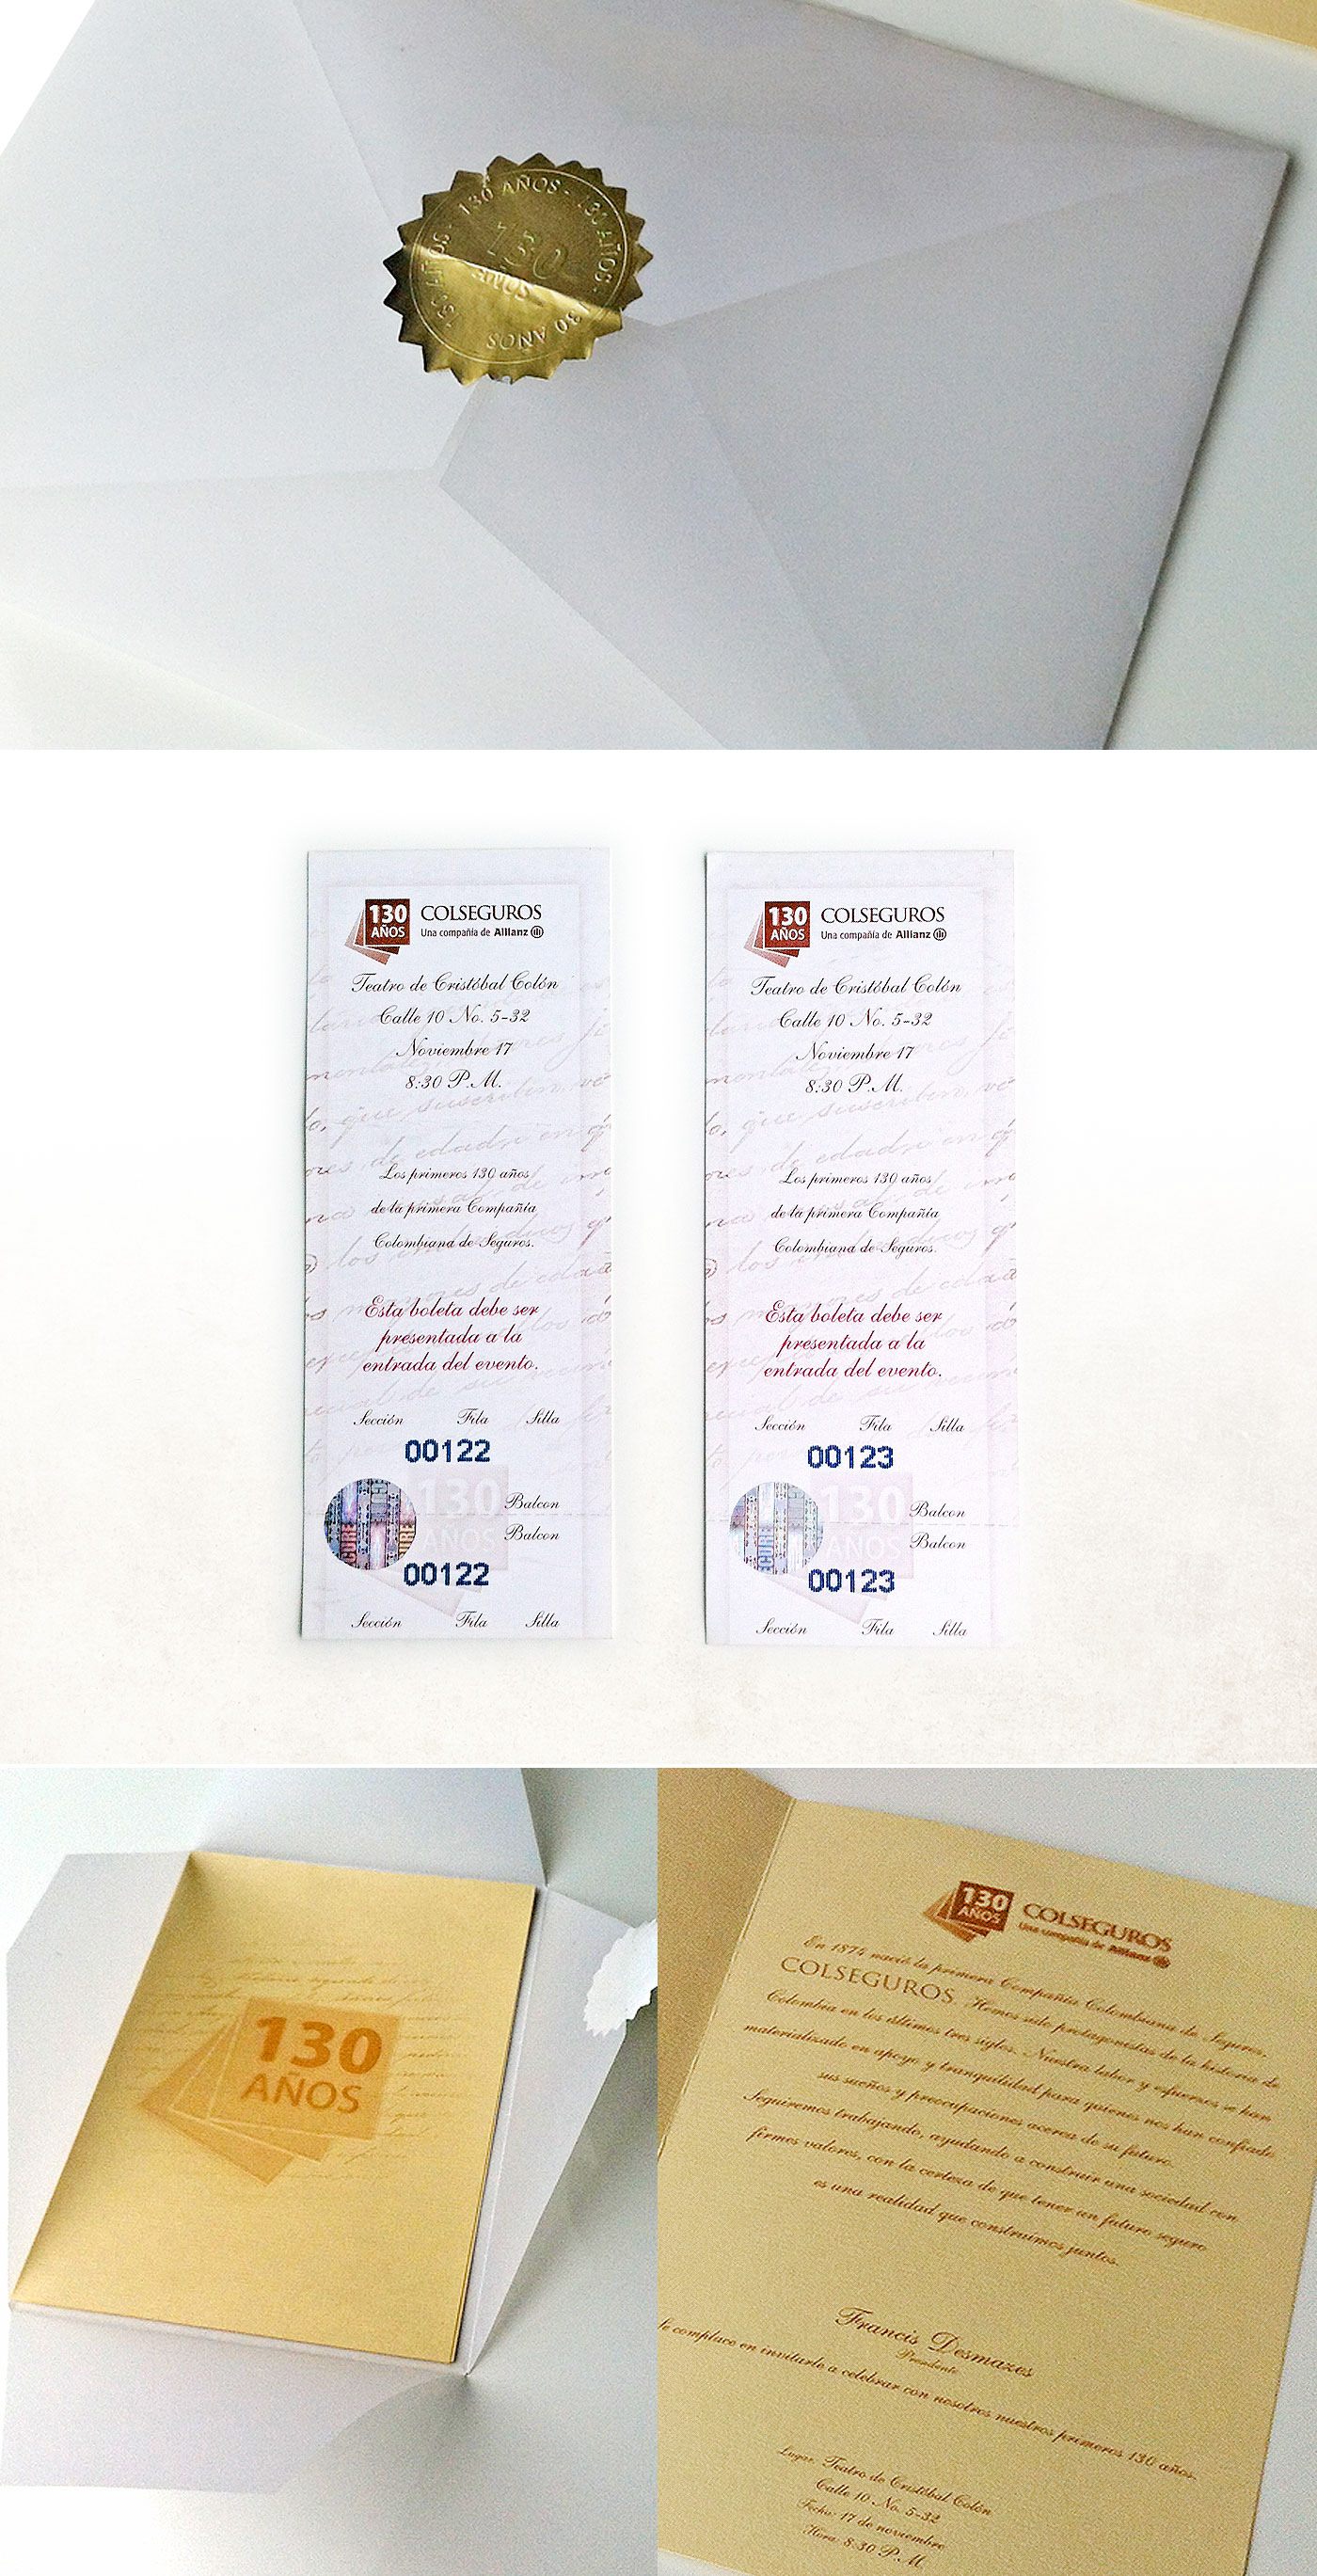 130 AÑOS · 130 AÑOS · 130 AÑOS · 130 AÑOS
130
AÑOS
130
AÑOS
COLSEGUROS
Una compañía de Allianz
Teatro de Cristóbal Colón
Calle 10 No. 5-32
Noviembre 17
8:30 P.M.
Los primeros 130 años
de la primera Compañía
Colombiana de Seguros.
Esta boleta debe ser
presentada a la
entrada del evento.
Sección Fila Silla
00122
130
AÑOS
Balcon
Balcon
00122
Sección Fila Silla
130
AÑOS
COLSEGUROS
Una compañía de Allianz
Teatro de Cristóbal Colón
Calle 10 No. 5-32
Noviembre 17
8:30 P.M.
Los primeros 130 años
de la primera Compañía
Colombiana de Seguros.
Esta boleta debe ser
presentada a la
entrada del evento.
Sección Fila Silla
00123
130
AÑOS
Balcon
Balcon
00123
Sección Fila Silla
130
AÑOS
130
AÑOS
COLSEGUROS
Una compañía de Allianz
En 1874 nació la primera Compañía Colombiana de Seguros,
COLSEGUROS. Hemos sido protagonistas de la historia de
Colombia en los últimos tres siglos. Nuestra labor y esfuerzos se han
materializado en apoyo y tranquilidad para quienes nos han confiado
sus sueños y preocupaciones acerca de su futuro.
Seguiremos trabajando, ayudando a construir una sociedad con
firmes valores, con la certeza de que tener un futuro seguro
es una realidad que construimos juntos.
Francis Desmazes
Presidente
Se complace en invitarle a celebrar con nosotros nuestros primeros 130 años.
Lugar: Teatro de Cristóbal Colón
Calle 10 No. 5-32
Fecha: 17 de noviembre
Hora: 8:30 P.M.